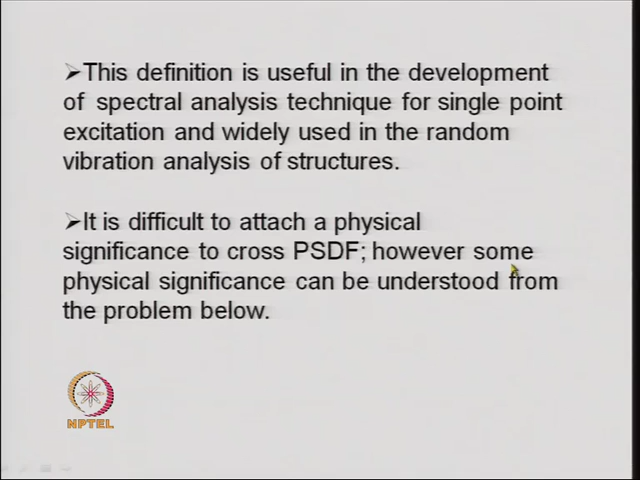 ➢This definition is useful in the development
of spectral analysis technique for single point
excitation and widely used in the random
vibration analysis of structures.
➢It is difficult to attach a physical
significance to cross PSDF; however some
physical significance can be understood from
the problem below.
NPTEL